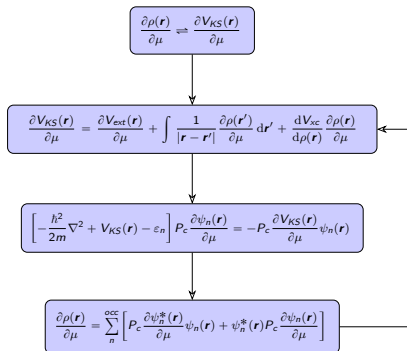 ∂ρ(r)/∂μ ⇌ ∂V_KS(r)/∂μ
∂V_KS(r)/∂μ = ∂V_ext(r)/∂μ + ∫ 1/|r − r′| ∂ρ(r′)/∂μ dr′ + dV_xc/dρ(r) ∂ρ(r)/∂μ
[−ℏ²/2m ∇² + V_KS(r) − ε_n] P_c ∂ψ_n(r)/∂μ = −P_c ∂V_KS(r)/∂μ ψ_n(r)
∂ρ(r)/∂μ = ∑_n^occ [P_c ∂ψ_n*(r)/∂μ ψ_n(r) + ψ_n*(r)P_c ∂ψ_n(r)/∂μ]